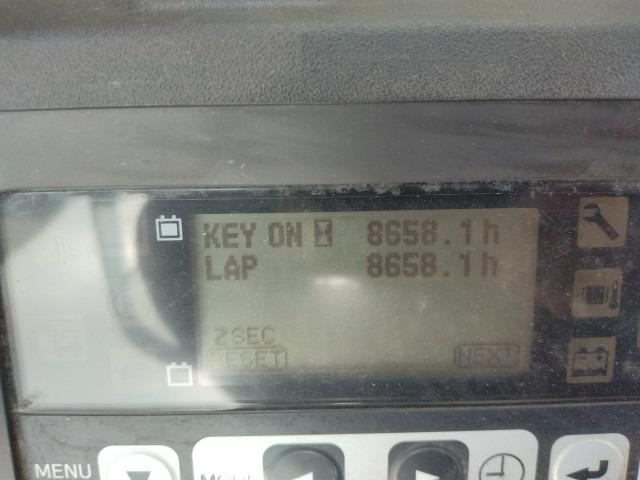 KEY ON 8658.1h
LAP 8658.1h
2SEC
RESET NEXT
MENU